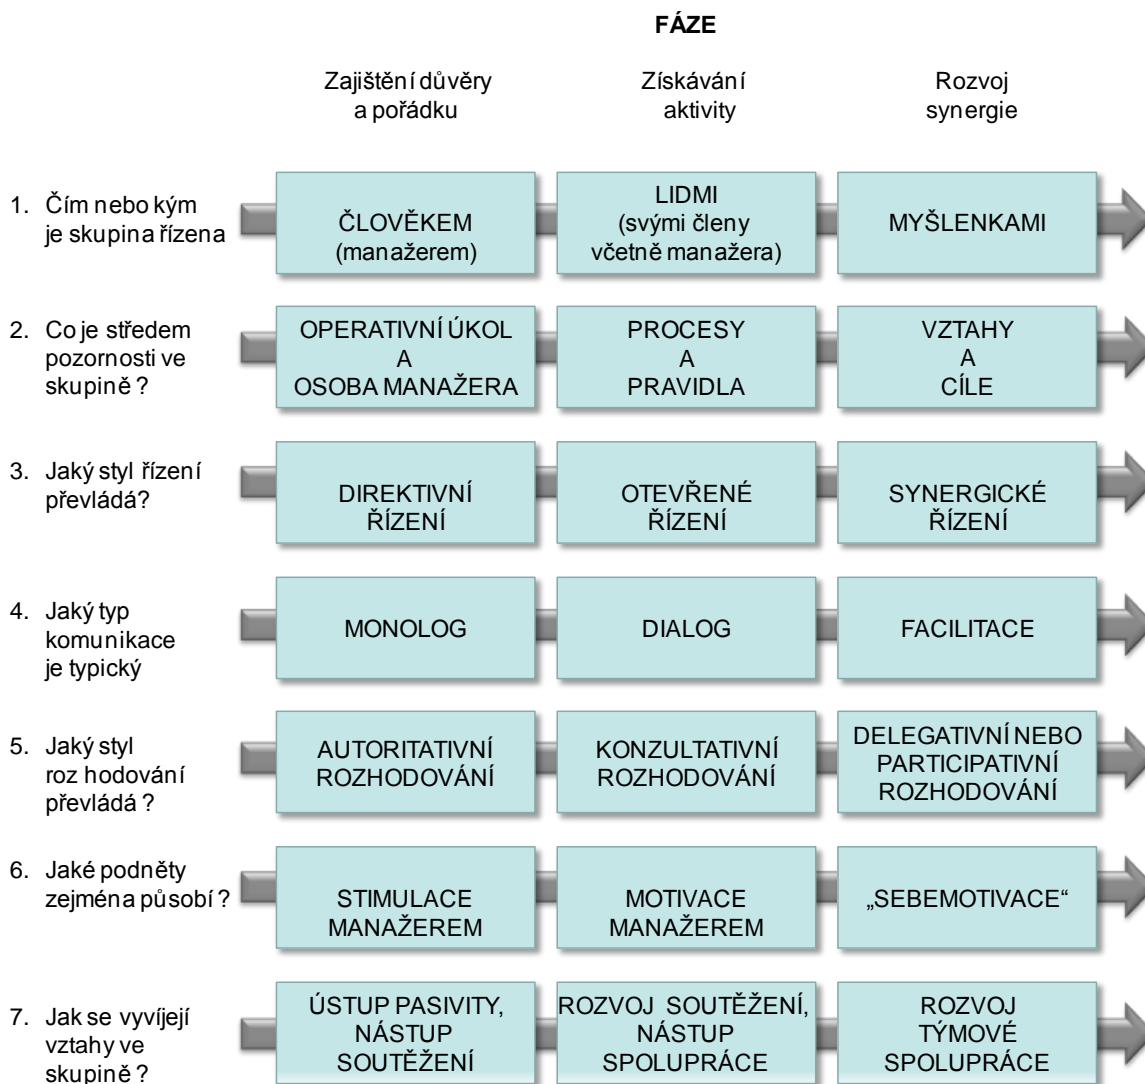 FÁZE
Zajištění důvěry
a pořádku
Získávání
aktivity
Rozvoj
synergie
1. Čím nebo kým
je skupina řízena
ČLOVĚKEM
(manažerem)
LIDMI
(svými členy
včetně manažera)
MYŠLENKAMI
2. Co je středem
pozornosti ve
skupině ?
OPERATIVNÍ ÚKOL
A
OSOBA MANAŽERA
PROCESY
A
PRAVIDLA
VZTAHY
A
CÍLE
3. Jaký styl řízení
převládá?
DIREKTIVNÍ
ŘÍZENÍ
OTEVŘENÉ
ŘÍZENÍ
SYNERGICKÉ
ŘÍZENÍ
4. Jaký typ
komunikace
je typický
MONOLOG
DIALOG
FACILITACE
5. Jaký styl
roz hodování
převládá ?
AUTORITATIVNÍ
ROZHODOVÁNÍ
KONZULTATIVNÍ
ROZHODOVÁNÍ
DELEGATIVNÍ NEBO
PARTICIPATIVNÍ
ROZHODOVÁNÍ
6. Jaké podněty
zejména působí ?
STIMULACE
MANAŽEREM
MOTIVACE
MANAŽEREM
„SEBEMOTIVACE“
7. Jak se vyvíjejí
vztahy ve
skupině ?
ÚSTUP PASIVITY,
NÁSTUP
SOUTĚŽENÍ
ROZVOJ SOUTĚŽENÍ,
NÁSTUP
SPOLUPRÁCE
ROZVOJ
TÝMOVÉ
SPOLUPRÁCE